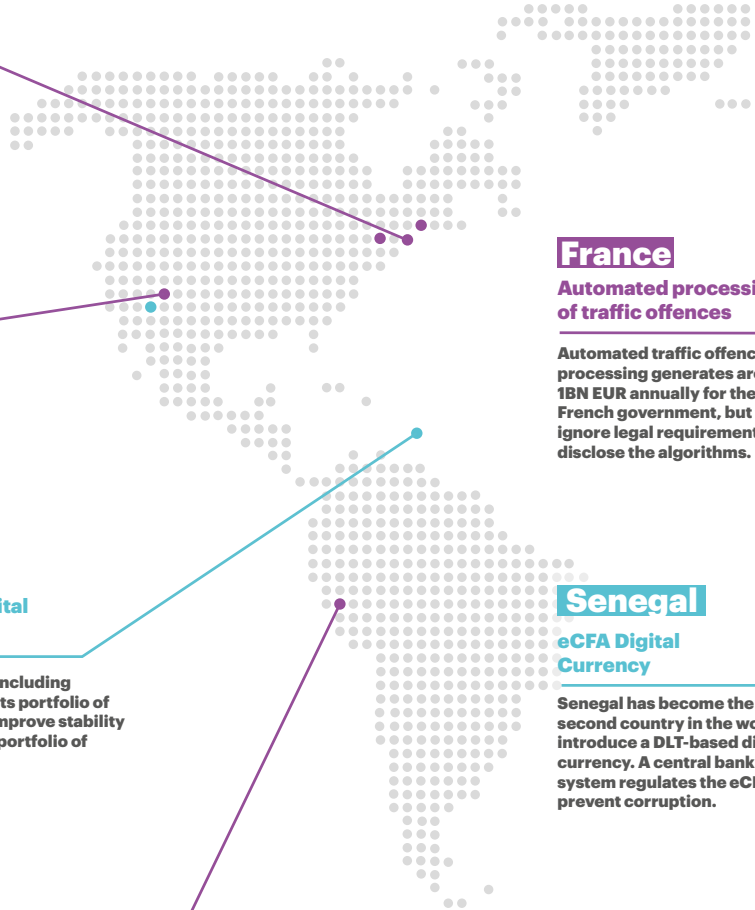 France
Automated processi
of traffic offences
Automated traffic offenc
processing generates
1BN EUR annually for the
French government, but
ignore legal requirement
disclose the algorithms.
ital
ncluding
ts portfolio of
mprove stability
portfolio of
Senegal
eCFA Digital
Currency
Senegal has become the
second country in the wo
introduce a DLT-based di
currency. A central bank
system regulates the eC
prevent corruption.